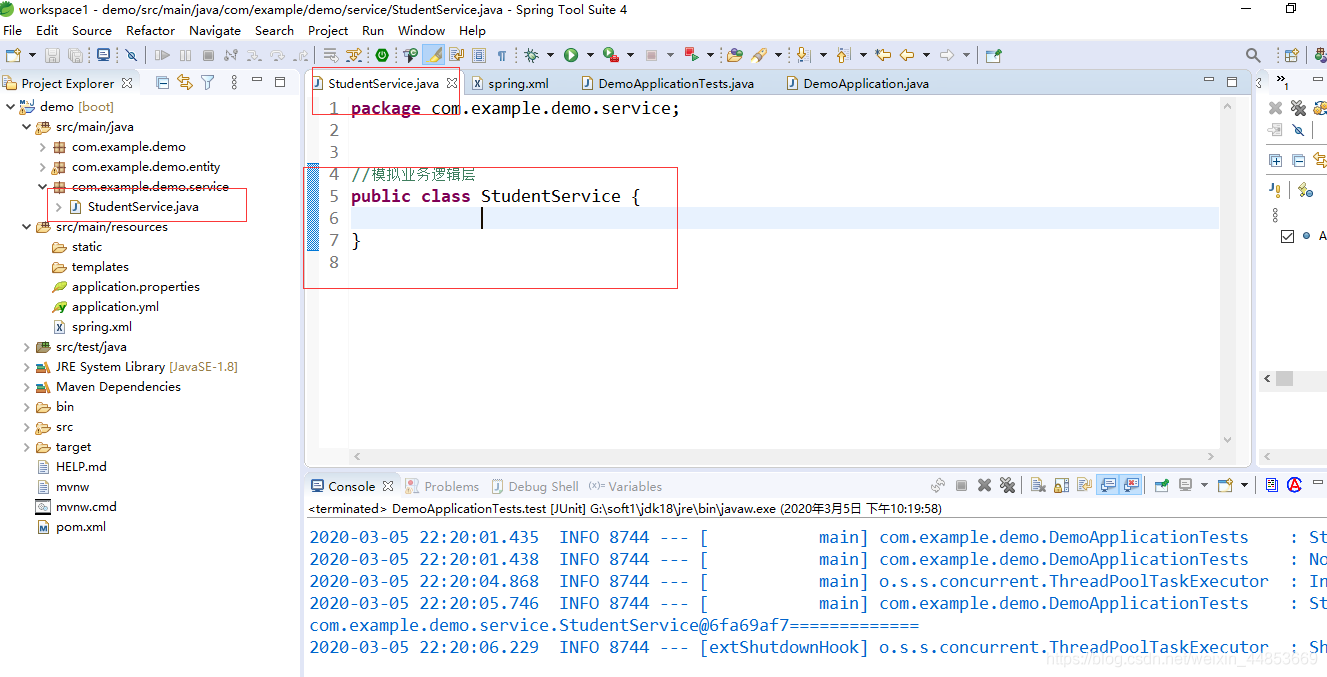 workspace1 - demo/src/main/java/com/example/demo/service/StudentService.java - Spring Tool Suite 4
File Edit Source Refactor Navigate Search Project Run Window Help
Project Explorer
demo [boot]
src/main/java
com.example.demo
com.example.demo.entity
com.example.demo.service
StudentService.java
src/main/resources
static
templates
application.properties
application.yml
spring.xml
src/test/java
JRE System Library [JavaSE-1.8]
Maven Dependencies
bin
src
target
HELP.md
mvnw
mvnw.cmd
pom.xml
StudentService.java spring.xml DemoApplicationTests.java DemoApplication.java
1 package com.example.demo.service;
2
3
4 //模拟业务逻辑层
5 public class StudentService {
6
7 }
8
»1
A
Console Problems Debug Shell (x)= Variables
<terminated> DemoApplicationTests.test [JUnit] G:\soft1\jdk18\jre\bin\javaw.exe (2020年3月5日 下午10:19:58)
2020-03-05 22:20:01.435  INFO 8744 --- [           main] com.example.demo.DemoApplicationTests    : St
2020-03-05 22:20:01.438  INFO 8744 --- [           main] com.example.demo.DemoApplicationTests    : No
2020-03-05 22:20:04.868  INFO 8744 --- [           main] o.s.s.concurrent.ThreadPoolTaskExecutor  : In
2020-03-05 22:20:05.746  INFO 8744 --- [           main] com.example.demo.DemoApplicationTests    : St
com.example.demo.service.StudentService@6fa69af7=============
2020-03-05 22:20:06.229  INFO 8744 --- [extShutdownHook] o.s.s.concurrent.ThreadPoolTaskExecutor  : Sh
https://blog.csdn.net/weixin_44853669